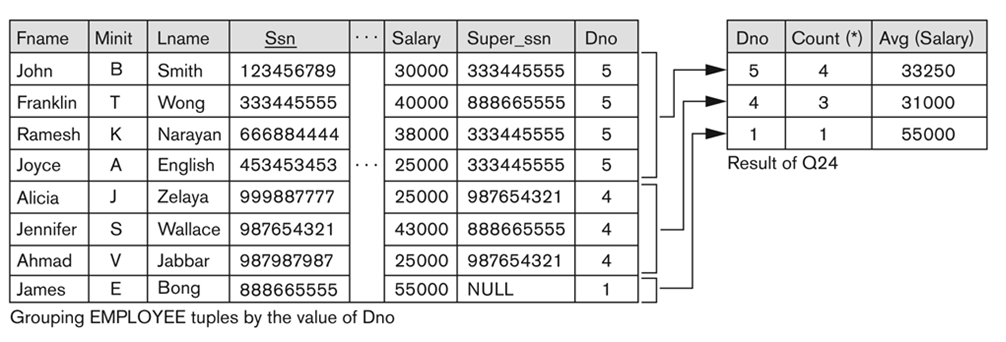 Fname Minit Lname Ssn · · · Salary Super_ssn Dno
John B Smith 123456789 30000 333445555 5
Franklin T Wong 333445555 40000 888665555 5
Ramesh K Narayan 666884444 38000 333445555 5
Joyce A English 453453453 · · · 25000 333445555 5
Alicia J Zelaya 999887777 25000 987654321 4
Jennifer S Wallace 987654321 43000 888665555 4
Ahmad V Jabbar 987987987 25000 987654321 4
James E Bong 888665555 55000 NULL 1
Grouping EMPLOYEE tuples by the value of Dno
Dno Count (*) Avg (Salary)
5 4 33250
4 3 31000
1 1 55000
Result of Q24